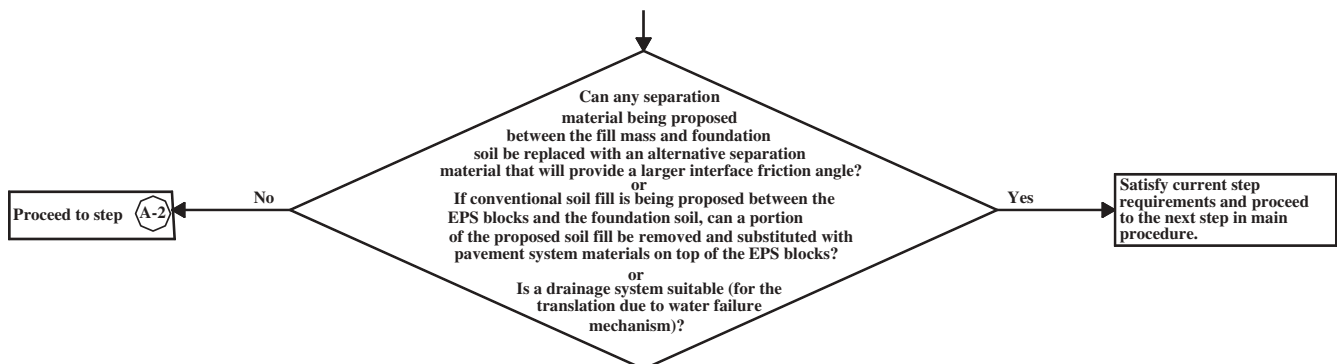 Can any separation
material being proposed
between the fill mass and foundation
soil be replaced with an alternative separation
material that will provide a larger interface friction angle?
or
If conventional soil fill is being proposed between the
EPS blocks and the foundation soil, can a portion
of the proposed soil fill be removed and substituted with
pavement system materials on top of the EPS blocks?
or
Is a drainage system suitable (for the
translation due to water failure
mechanism)?
No
Proceed to step A-2
Yes
Satisfy current step
requirements and proceed
to the next step in main
procedure.